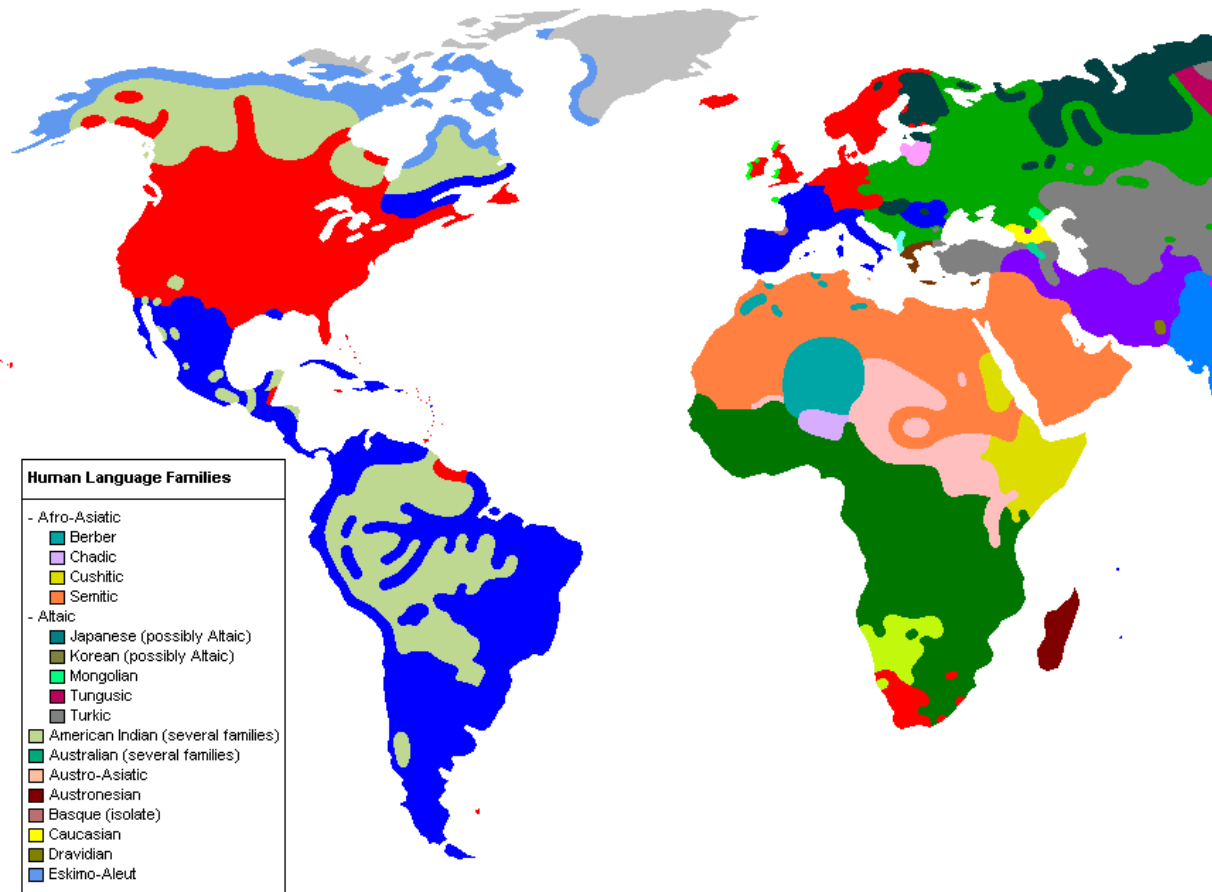 Human Language Families
- Afro-Asiatic
Berber
Chadic
Cushitic
Semitic
- Altaic
Japanese (possibly Altaic)
Korean (possibly Altaic)
Mongolian
Tungusic
Turkic
American Indian (several families)
Australian (several families)
Austro-Asiatic
Austronesian
Basque (isolate)
Caucasian
Dravidian
Eskimo-Aleut